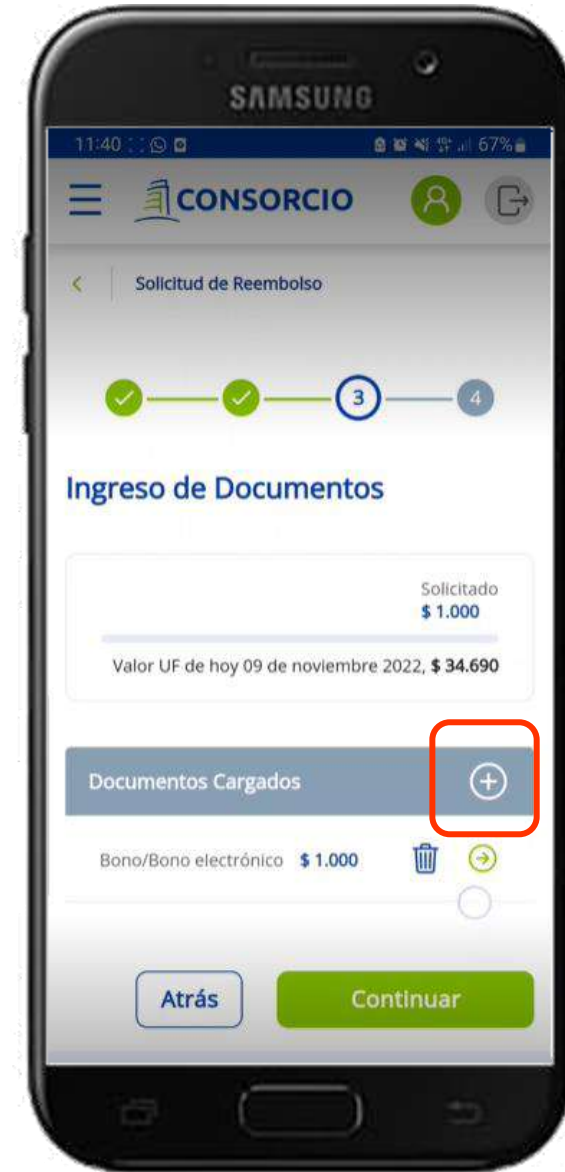 SAMSUNG
11:40 67%
CONSORCIO
Solicitud de Reembolso
3 4
Ingreso de Documentos
Solicitado
$ 1.000
Valor UF de hoy 09 de noviembre 2022, $ 34.690
Documentos Cargados
Bono/Bono electrónico $ 1.000
Atrás Continuar